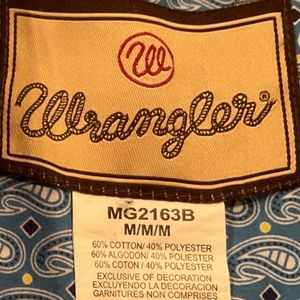 W
Wrangler®
MG2163B
M/M/M
60% COTTON/ 40% POLYESTER
60% ALGODON/ 40% POLIESTER
60% COTON / 40% POLYESTER
EXCLUSIVE OF DECORATION
EXCLUYENDO LA DECORACIÓN
GARNITURES NON COMPRISES